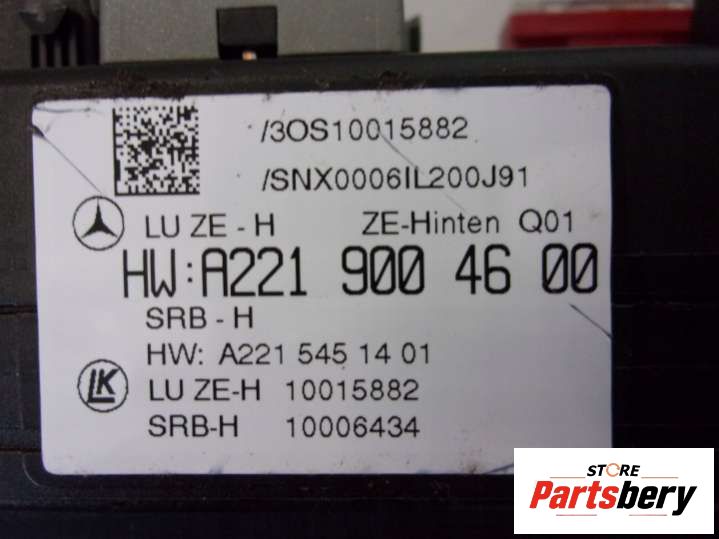 /3OS10015882
/SNX0006IL200J91
LU ZE - H ZE-Hinten Q01
HW:A221 900 46 00
SRB - H
HW: A221 545 14 01
LK
LU ZE-H 10015882
SRB-H 10006434
STORE
Partsbery